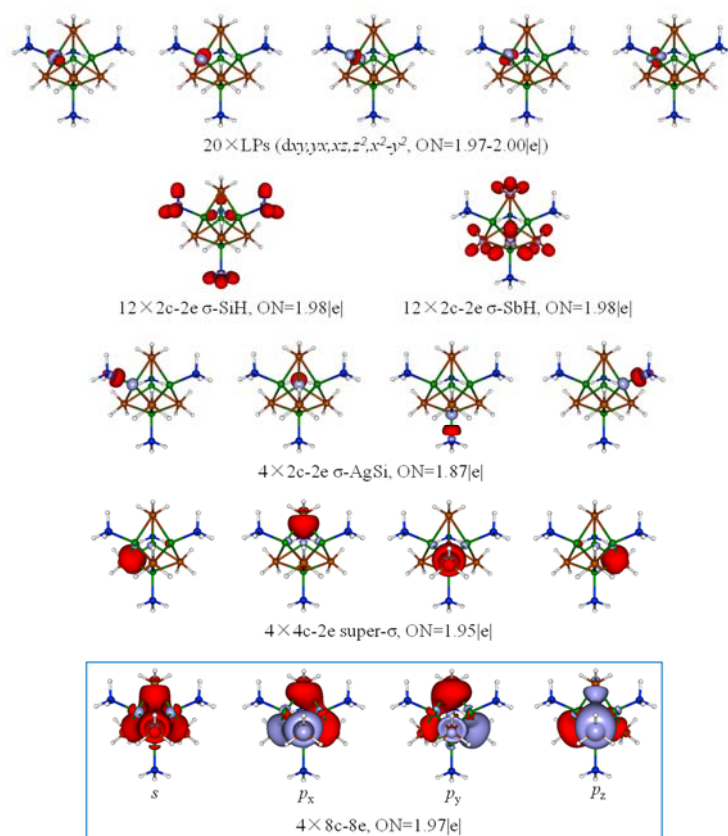 20×LPs (dxy,yx,xz,z²,x²-y², ON=1.97-2.00|e|)
12×2c-2e σ-SiH, ON=1.98|e| 12×2c-2e σ-SbH, ON=1.98|e|
4×2c-2e σ-AgSi, ON=1.87|e|
4×4c-2e super-σ, ON=1.95|e|
s pₓ p_y p_z
4×8c-8e, ON=1.97|e|